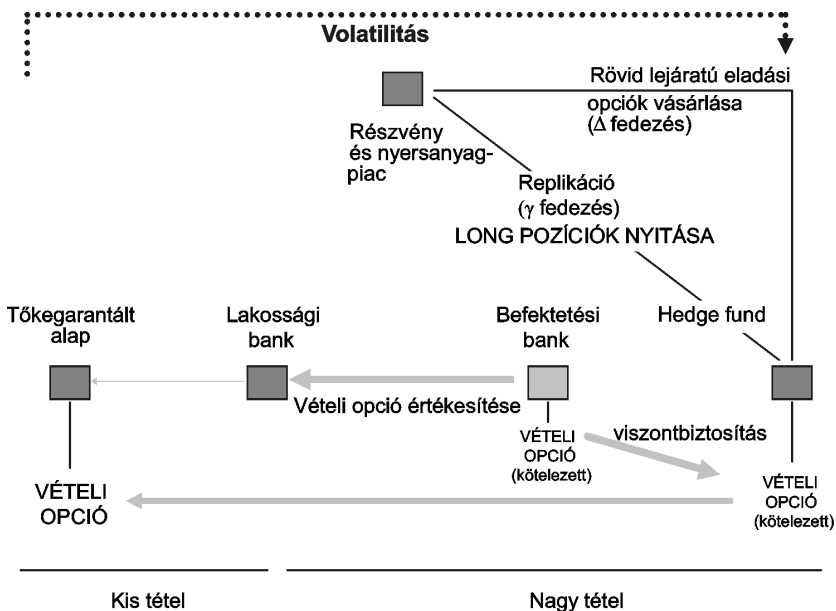 Volatilitás
Rövid lejáratú eladási
opciók vásárlása
(Δ fedezés)
Részvény
és nyersanyag-
piac
Replikáció
(γ fedezés)
LONG POZÍCIÓK NYITÁSA
Tőkegarantált
alap
Lakossági
bank
Befektetési
bank
Hedge fund
Vételi opció értékesítése
VÉTELI
OPCIÓ
(kötelezett)
viszontbiztosítás
VÉTELI
OPCIÓ
VÉTELI
OPCIÓ
(kötelezett)
Kis tétel
Nagy tétel